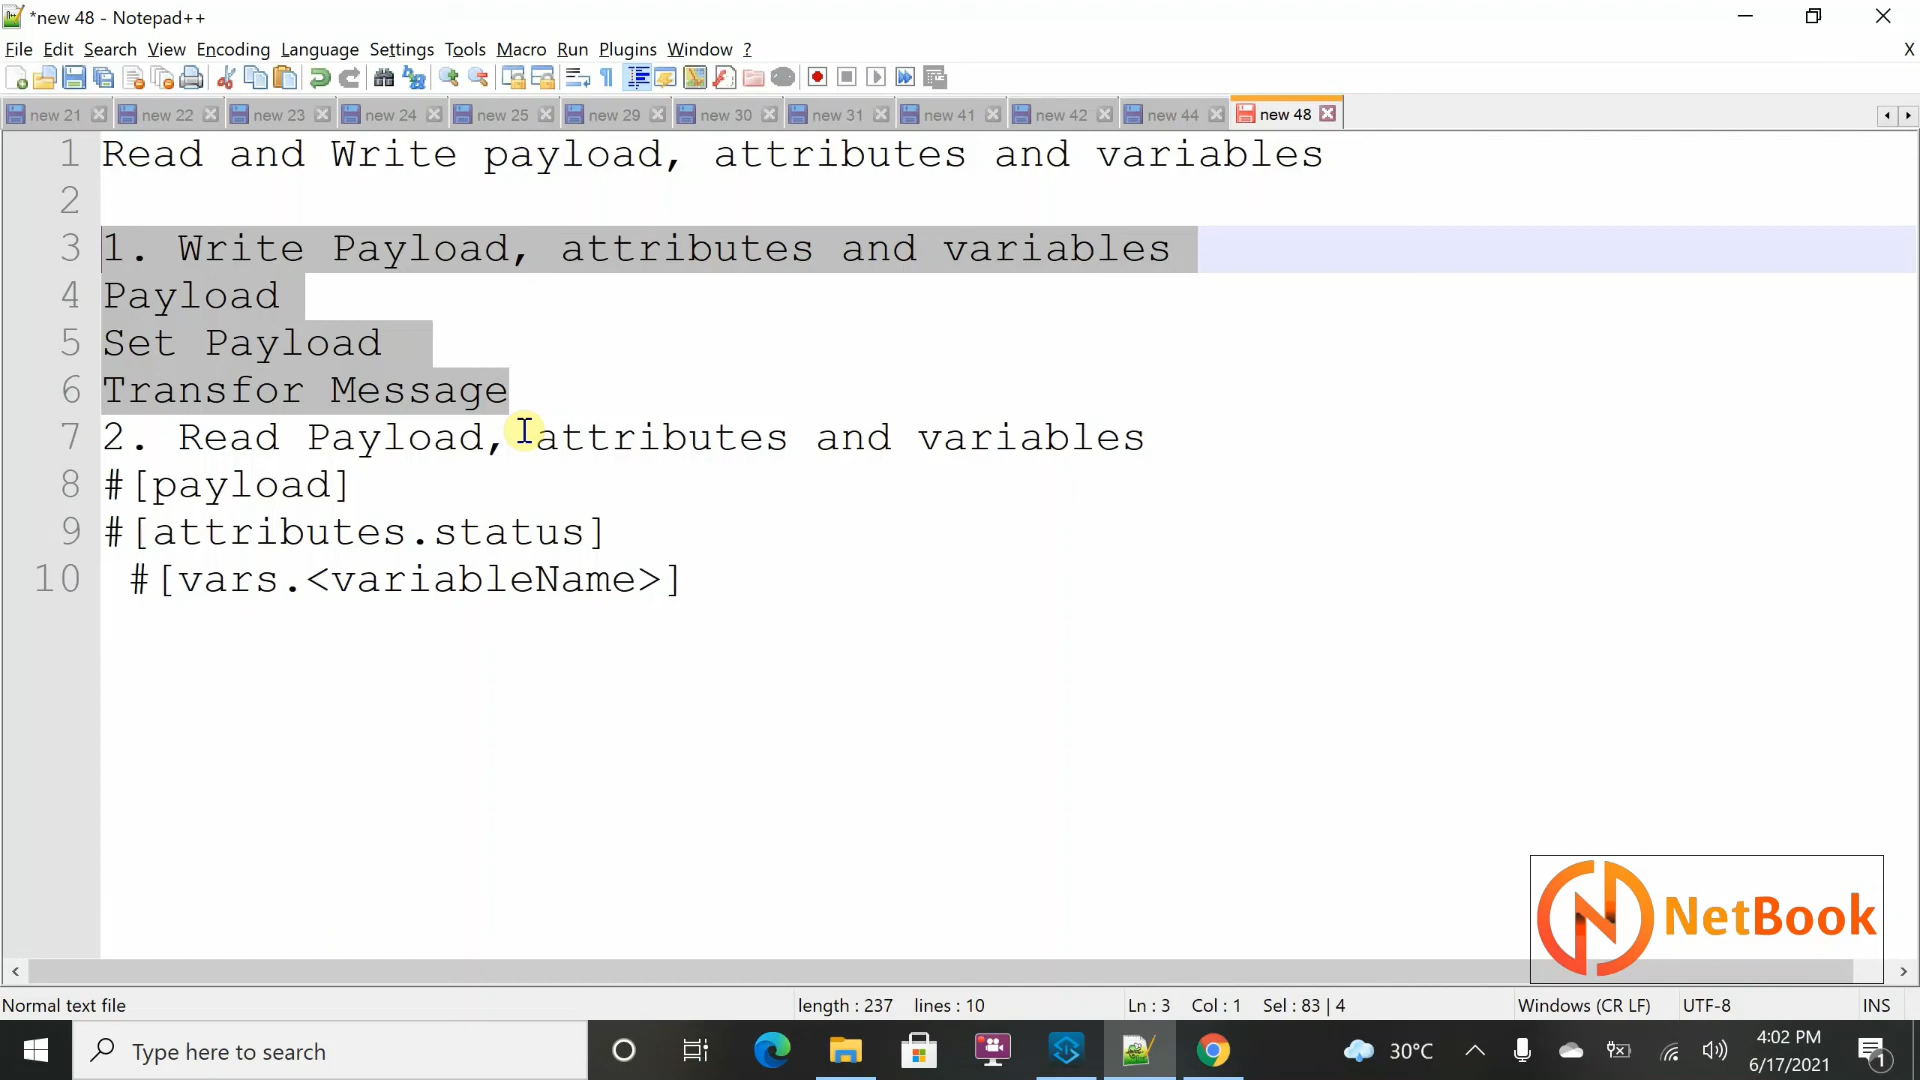 *new 48 - Notepad++
File Edit Search View Encoding Language Settings Tools Macro Run Plugins Window ? X
new 21 new 22 new 23 new 24 new 25 new 29 new 30 new 31 new 41 new 42 new 44 new 48
1 Read and Write payload, attributes and variables
2
3 1. Write Payload, attributes and variables
4 Payload
5 Set Payload
6 Transfor Message
7 2. Read Payload, attributes and variables
8 #[payload]
9 #[attributes.status]
10 #[vars.<variableName>]
NetBook
Normal text file length : 237 lines : 10 Ln : 3 Col : 1 Sel : 83 | 4 Windows (CR LF) UTF-8 INS
Type here to search 30°C 4:02 PM
6/17/2021 1